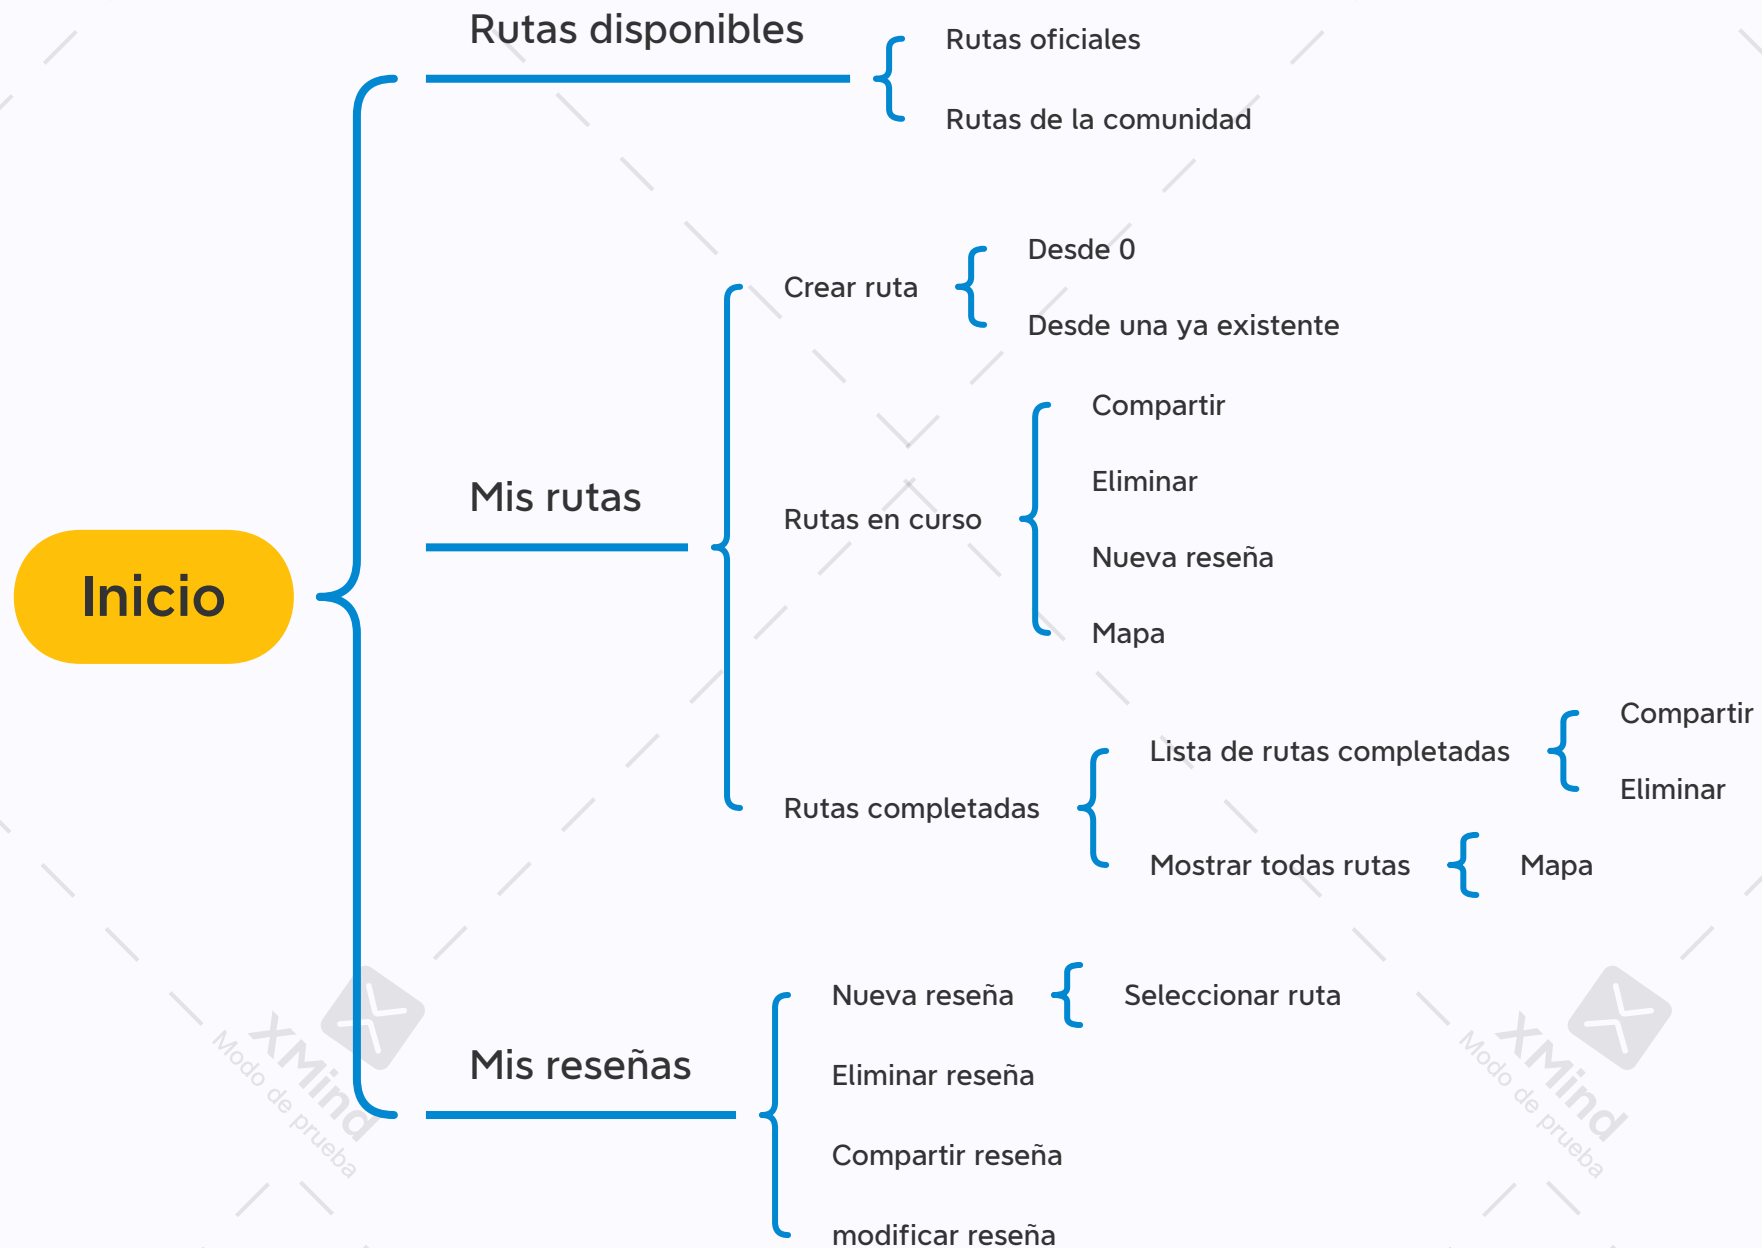 Rutas disponibles
Rutas oficiales
Rutas de la comunidad
Inicio
Mis rutas
Crear ruta
Desde 0
Desde una ya existente
Rutas en curso
Compartir
Eliminar
Nueva reseña
Mapa
Rutas completadas
Lista de rutas completadas
Compartir
Eliminar
Mostrar todas rutas
Mapa
Mis reseñas
Nueva reseña
Seleccionar ruta
Eliminar reseña
Compartir reseña
modificar reseña
XMind
Modo de prueba
XMind
Modo de prueba